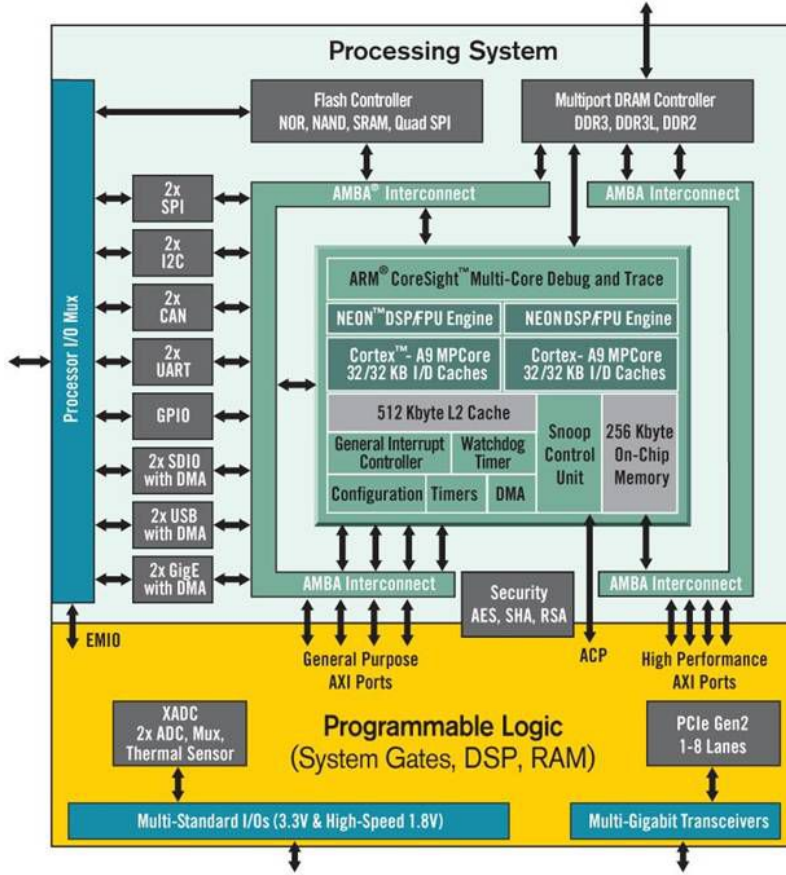 Processing System
Flash Controller
NOR, NAND, SRAM, Quad SPI
Multiport DRAM Controller
DDR3, DDR3L, DDR2
AMBA® Interconnect
AMBA Interconnect
Processor I/O Mux
2x
SPI
2x
I2C
2x
CAN
2x
UART
GPIO
2x SDIO
with DMA
2x USB
with DMA
2x GigE
with DMA
ARM® CoreSight™ Multi-Core Debug and Trace
NEON™ DSP/FPU Engine
NEON DSP/FPU Engine
Cortex™- A9 MPCore
32/32 KB I/D Caches
Cortex- A9 MPCore
32/32 KB I/D Caches
512 Kbyte L2 Cache
General Interrupt
Controller
Watchdog
Timer
Configuration
Timers
DMA
Snoop
Control
Unit
256 Kbyte
On-Chip
Memory
AMBA Interconnect
AMBA Interconnect
Security
AES, SHA, RSA
EMIO
General Purpose
AXI Ports
ACP
High Performance
AXI Ports
XADC
2x ADC, Mux,
Thermal Sensor
Programmable Logic
(System Gates, DSP, RAM)
PCIe Gen2
1-8 Lanes
Multi-Standard I/Os (3.3V & High-Speed 1.8V)
Multi-Gigabit Transceivers